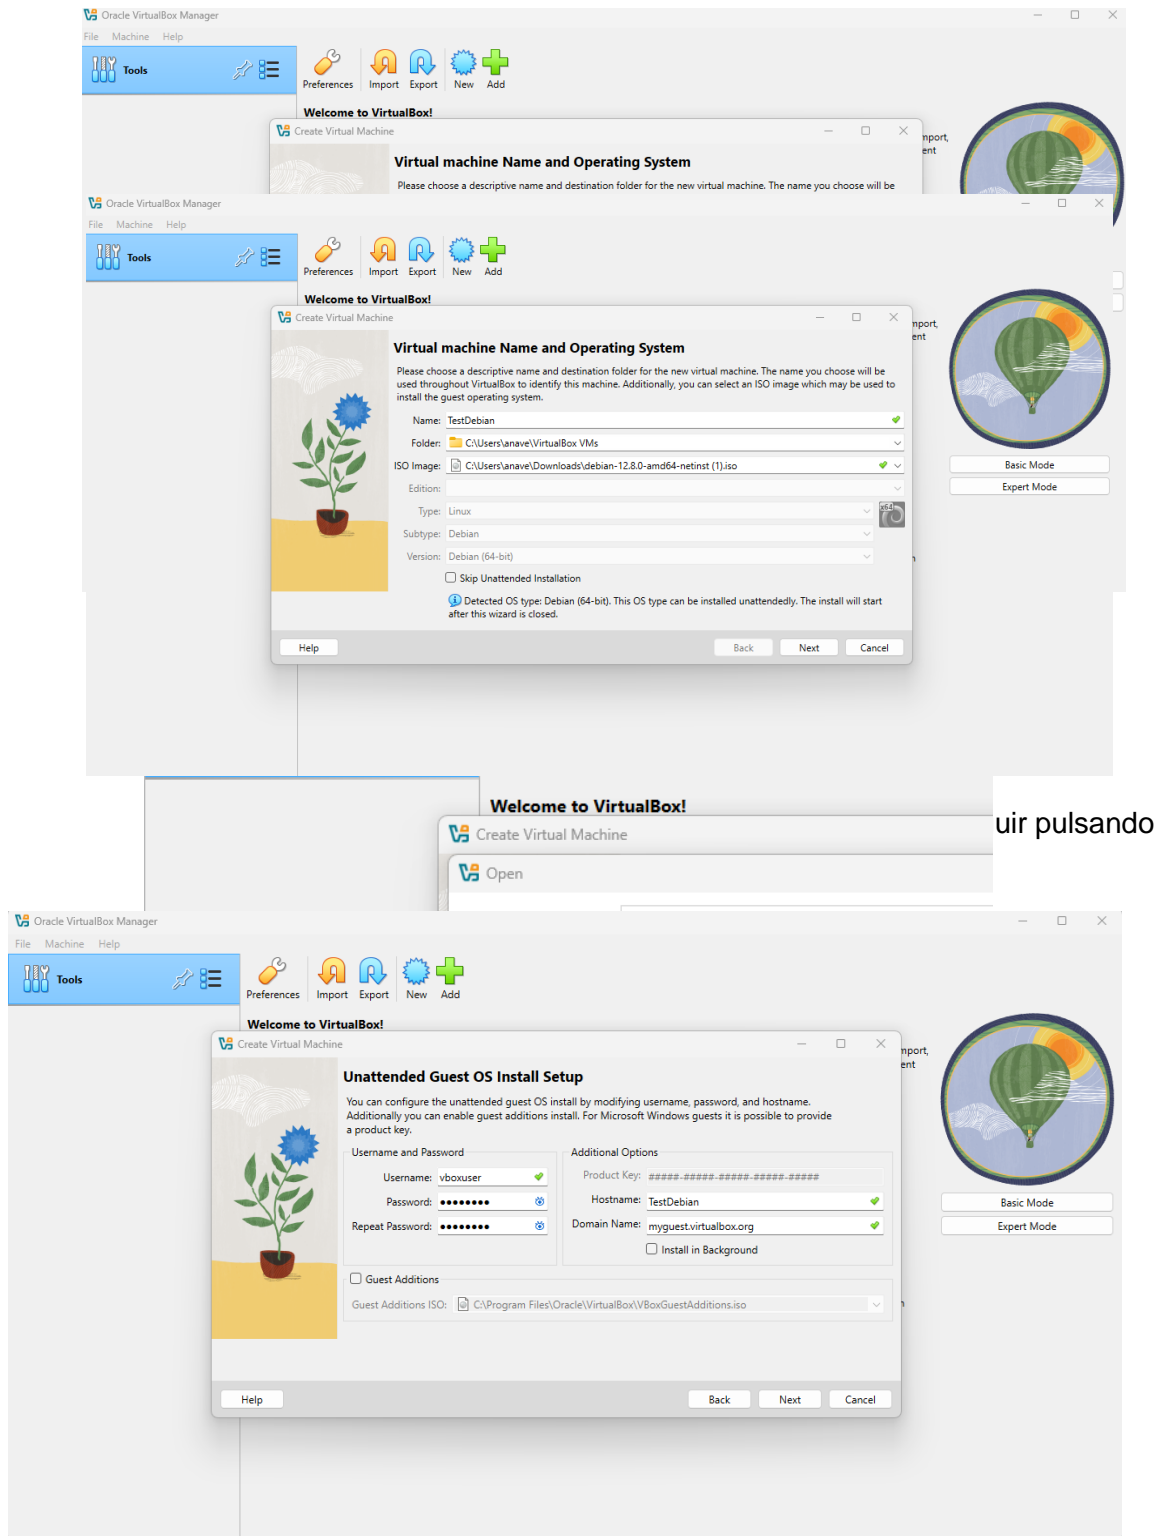 Oracle VirtualBox Manager
File Machine Help
Tools
Preferences Import Export New Add
Welcome to VirtualBox!
Create Virtual Machine
mport,
ent
Virtual machine Name and Operating System
Please choose a descriptive name and destination folder for the new virtual machine. The name you choose will be
Oracle VirtualBox Manager
File Machine Help
Tools
Preferences Import Export New Add
Welcome to VirtualBox!
Create Virtual Machine
mport,
ent
Virtual machine Name and Operating System
Please choose a descriptive name and destination folder for the new virtual machine. The name you choose will be
used throughout VirtualBox to identify this machine. Additionally, you can select an ISO image which may be used to
install the guest operating system.
Name: TestDebian
Folder: C:\Users\anave\VirtualBox VMs
ISO Image: C:\Users\anave\Downloads\debian-12.8.0-amd64-netinst (1).iso
Basic Mode
Edition:
Expert Mode
Type: Linux
x64
Subtype: Debian
Version: Debian (64-bit)
Skip Unattended Installation
Detected OS type: Debian (64-bit). This OS type can be installed unattendedly. The install will start
after this wizard is closed.
Help Back Next Cancel
Welcome to VirtualBox!
uir pulsando
Create Virtual Machine
Open
Oracle VirtualBox Manager
File Machine Help
Tools
Preferences Import Export New Add
Welcome to VirtualBox!
Create Virtual Machine
mport,
ent
Unattended Guest OS Install Setup
You can configure the unattended guest OS install by modifying username, password, and hostname.
Additionally you can enable guest additions install. For Microsoft Windows guests it is possible to provide
a product key.
Username and Password Additional Options
Username: vboxuser Product Key: #####-#####-#####-#####-#####
Password: ●●●●●●●● Hostname: TestDebian
Repeat Password: ●●●●●●●● Domain Name: myguest.virtualbox.org
Basic Mode
Expert Mode
Install in Background
Guest Additions
Guest Additions ISO: C:\Program Files\Oracle\VirtualBox\VBoxGuestAdditions.iso
Help Back Next Cancel